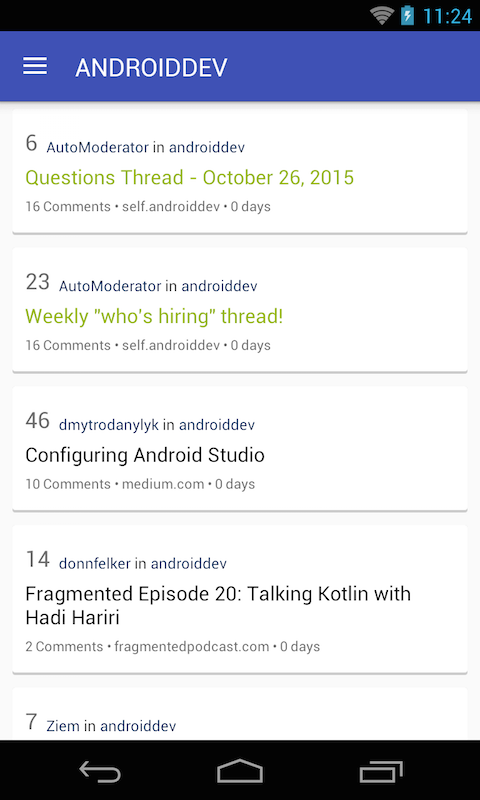 11:24
ANDROIDDEV
6 AutoModerator in androiddev
Questions Thread - October 26, 2015
16 Comments • self.androiddev • 0 days
23 AutoModerator in androiddev
Weekly "who's hiring" thread!
16 Comments • self.androiddev • 0 days
46 dmytrodanylyk in androiddev
Configuring Android Studio
10 Comments • medium.com • 0 days
14 donnfelker in androiddev
Fragmented Episode 20: Talking Kotlin with
Hadi Hariri
2 Comments • fragmentedpodcast.com • 0 days
7 Ziem in androiddev